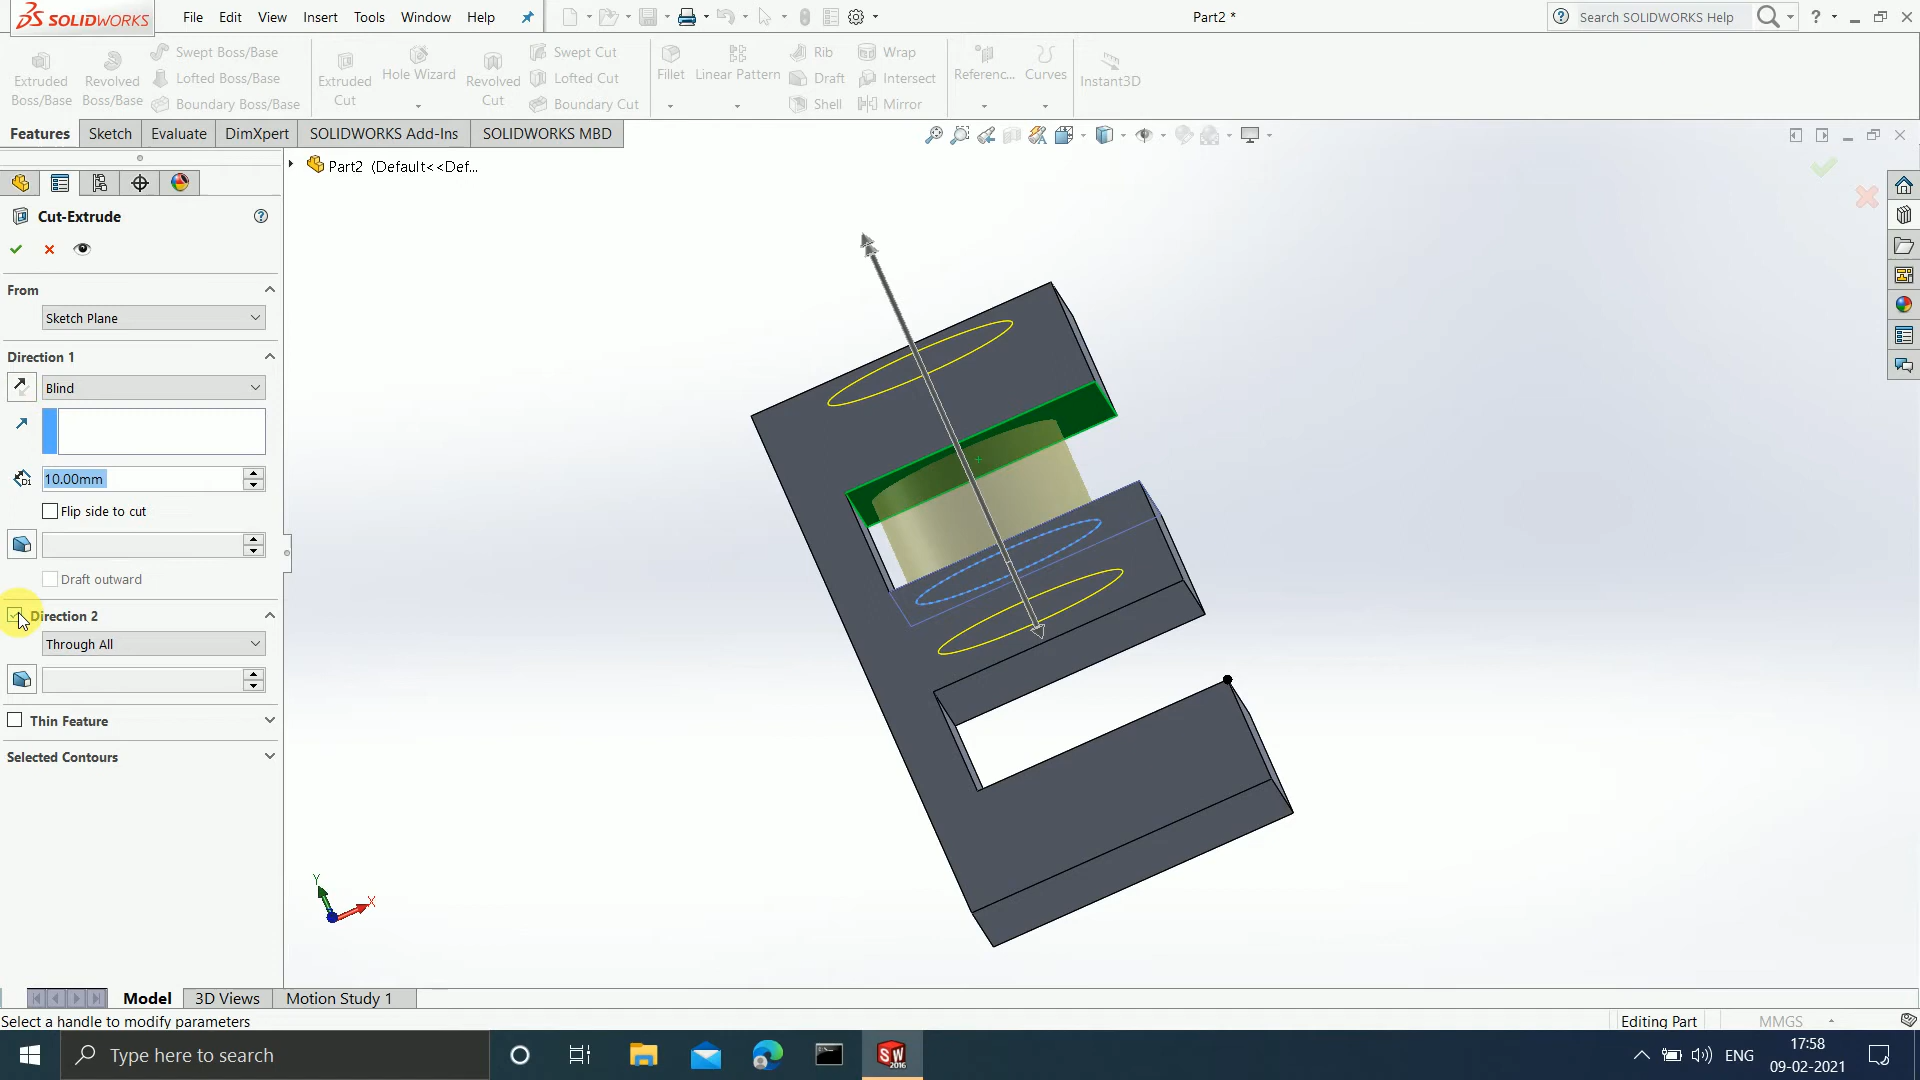 SOLIDWORKS File Edit View Insert Tools Window Help Part2 * Search SOLIDWORKS Help ?
Extruded Boss/Base
Revolved Boss/Base
Swept Boss/Base
Lofted Boss/Base
Boundary Boss/Base
Extruded Cut
Hole Wizard
Revolved Cut
Swept Cut
Lofted Cut
Boundary Cut
Fillet
Linear Pattern
Rib
Draft
Shell
Wrap
Intersect
Mirror
Referenc...
Curves
Instant3D
Features Sketch Evaluate DimXpert SOLIDWORKS Add-Ins SOLIDWORKS MBD
Part2 (Default<<Def...
Cut-Extrude
From
Sketch Plane
Direction 1
Blind
D1
10.00mm
Flip side to cut
Draft outward
Direction 2
Through All
Thin Feature
Selected Contours
Y
X
Model 3D Views Motion Study 1
Select a handle to modify parameters Editing Part MMGS
Type here to search
SW 2016
ENG
17:58
09-02-2021